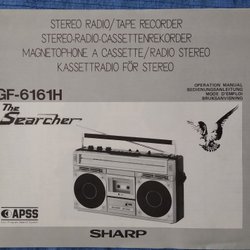 STEREO RADIO/TAPE RECORDER
STEREO-RADIO-CASSETTENREKORDER
MAGNETOPHONE A CASSETTE/RADIO STEREO
KASSETTRADIO FÖR STEREO
GF-6161H
OPERATION MANUAL
BEDIENUNGSANLEITUNG
MODE D'EMPLOI
BRUKSANVISNING
The
Searcher
APSS
SHARP